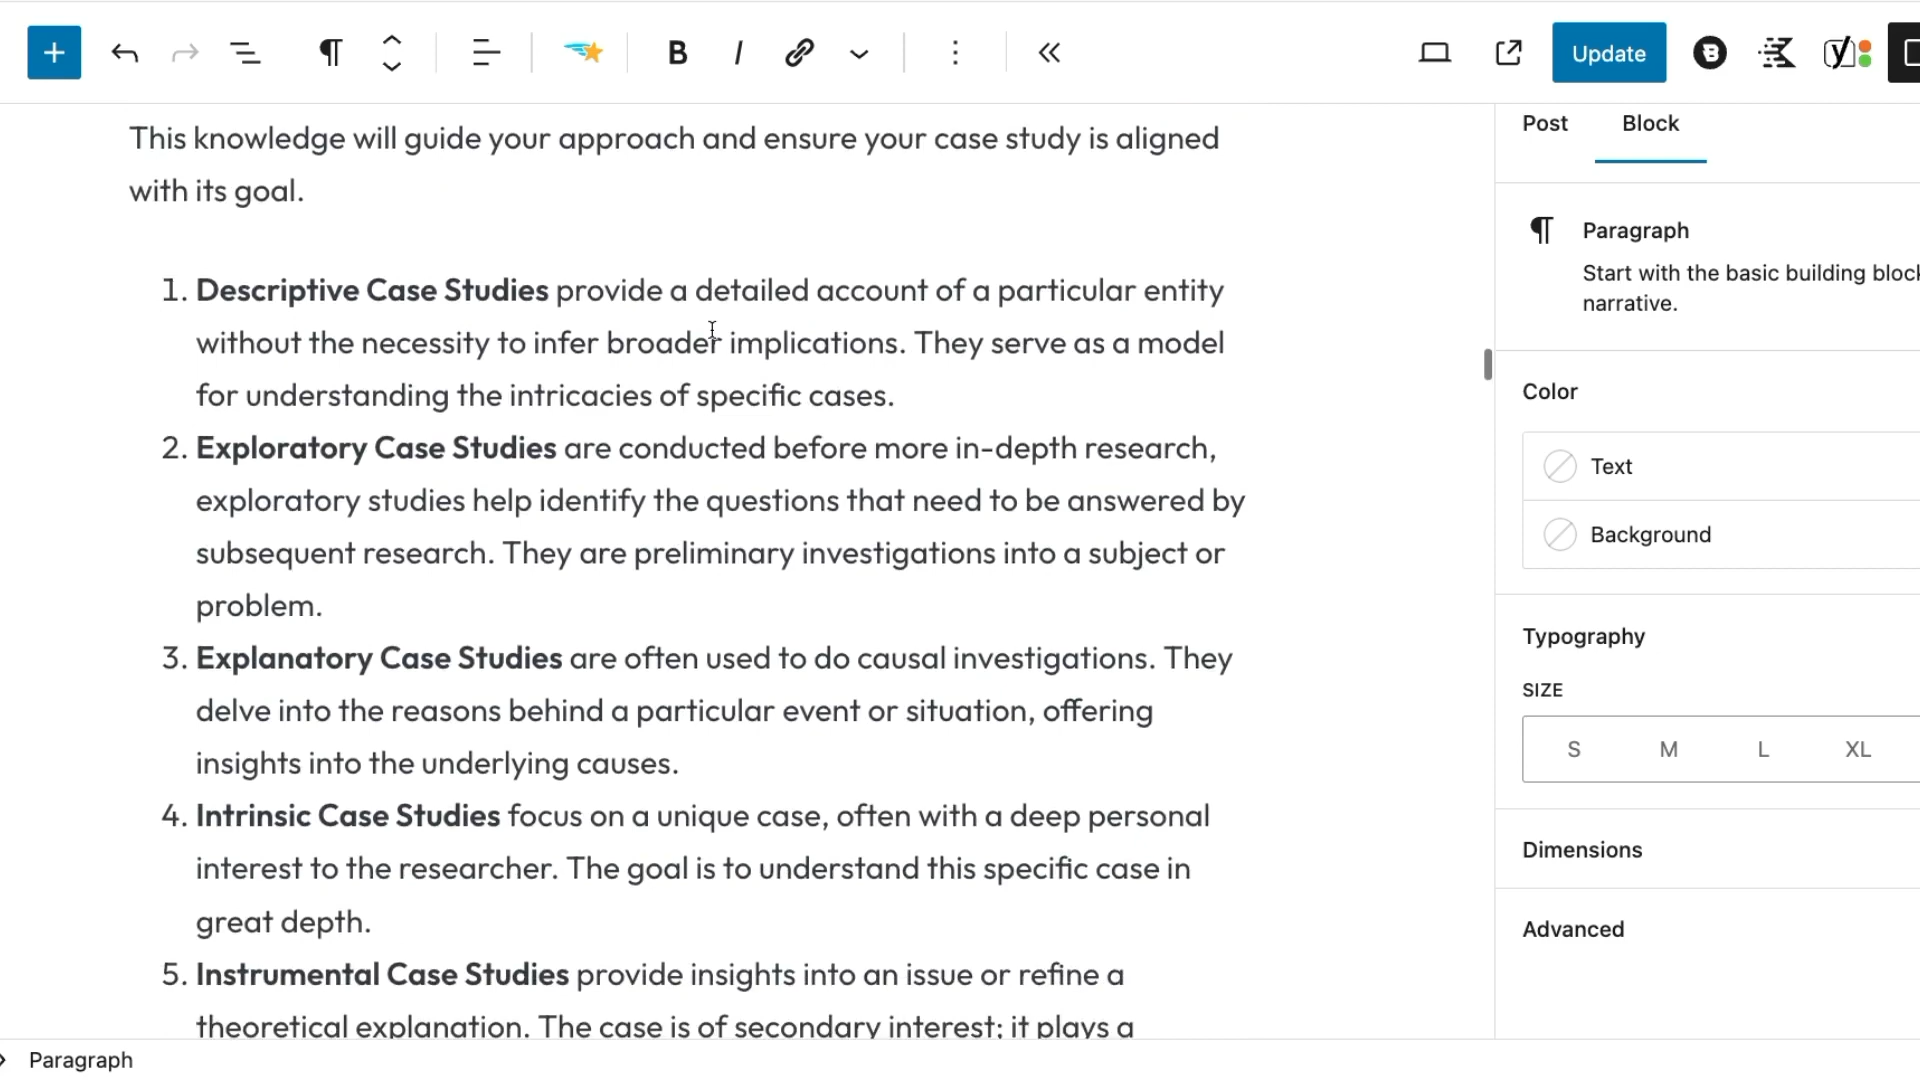 Update
This knowledge will guide your approach and ensure your case study is aligned
with its goal.
1. Descriptive Case Studies provide a detailed account of a particular entity
without the necessity to infer broader implications. They serve as a model
for understanding the intricacies of specific cases.
2. Exploratory Case Studies are conducted before more in-depth research,
exploratory studies help identify the questions that need to be answered by
subsequent research. They are preliminary investigations into a subject or
problem.
3. Explanatory Case Studies are often used to do causal investigations. They
delve into the reasons behind a particular event or situation, offering
insights into the underlying causes.
4. Intrinsic Case Studies focus on a unique case, often with a deep personal
interest to the researcher. The goal is to understand this specific case in
great depth.
5. Instrumental Case Studies provide insights into an issue or refine a
theoretical explanation. The case is of secondary interest; it plays a
Post Block
Paragraph
Start with the basic building block
narrative.
Color
Text
Background
Typography
SIZE
S M L XL
Dimensions
Advanced
Paragraph